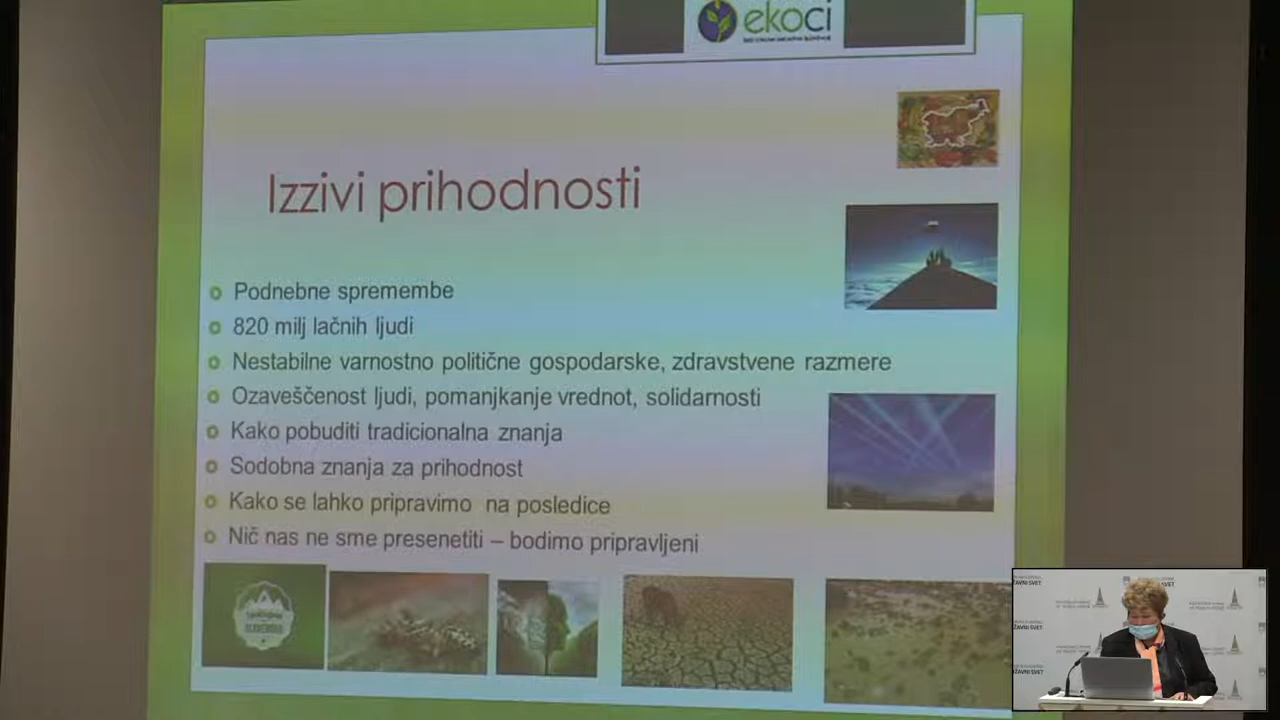 ekoci
Izzivi prihodnosti
Podnebne spremembe
820 milj lačnih ljudi
Nestabilne varnostno politične gospodarske, zdravstvene razmere
Ozaveščenost ljudi, pomanjkanje vrednot, solidarnosti
Kako pobuditi tradicionalna znanja
Sodobna znanja za prihodnost
Kako se lahko pripravimo na posledice
Nič nas ne sme presenetiti – bodimo pripravljeni